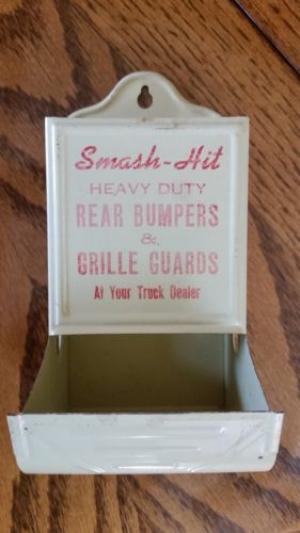 Smash-Hit
HEAVY DUTY
REAR BUMPERS
&
GRILLE GUARDS
At Your Truck Dealer